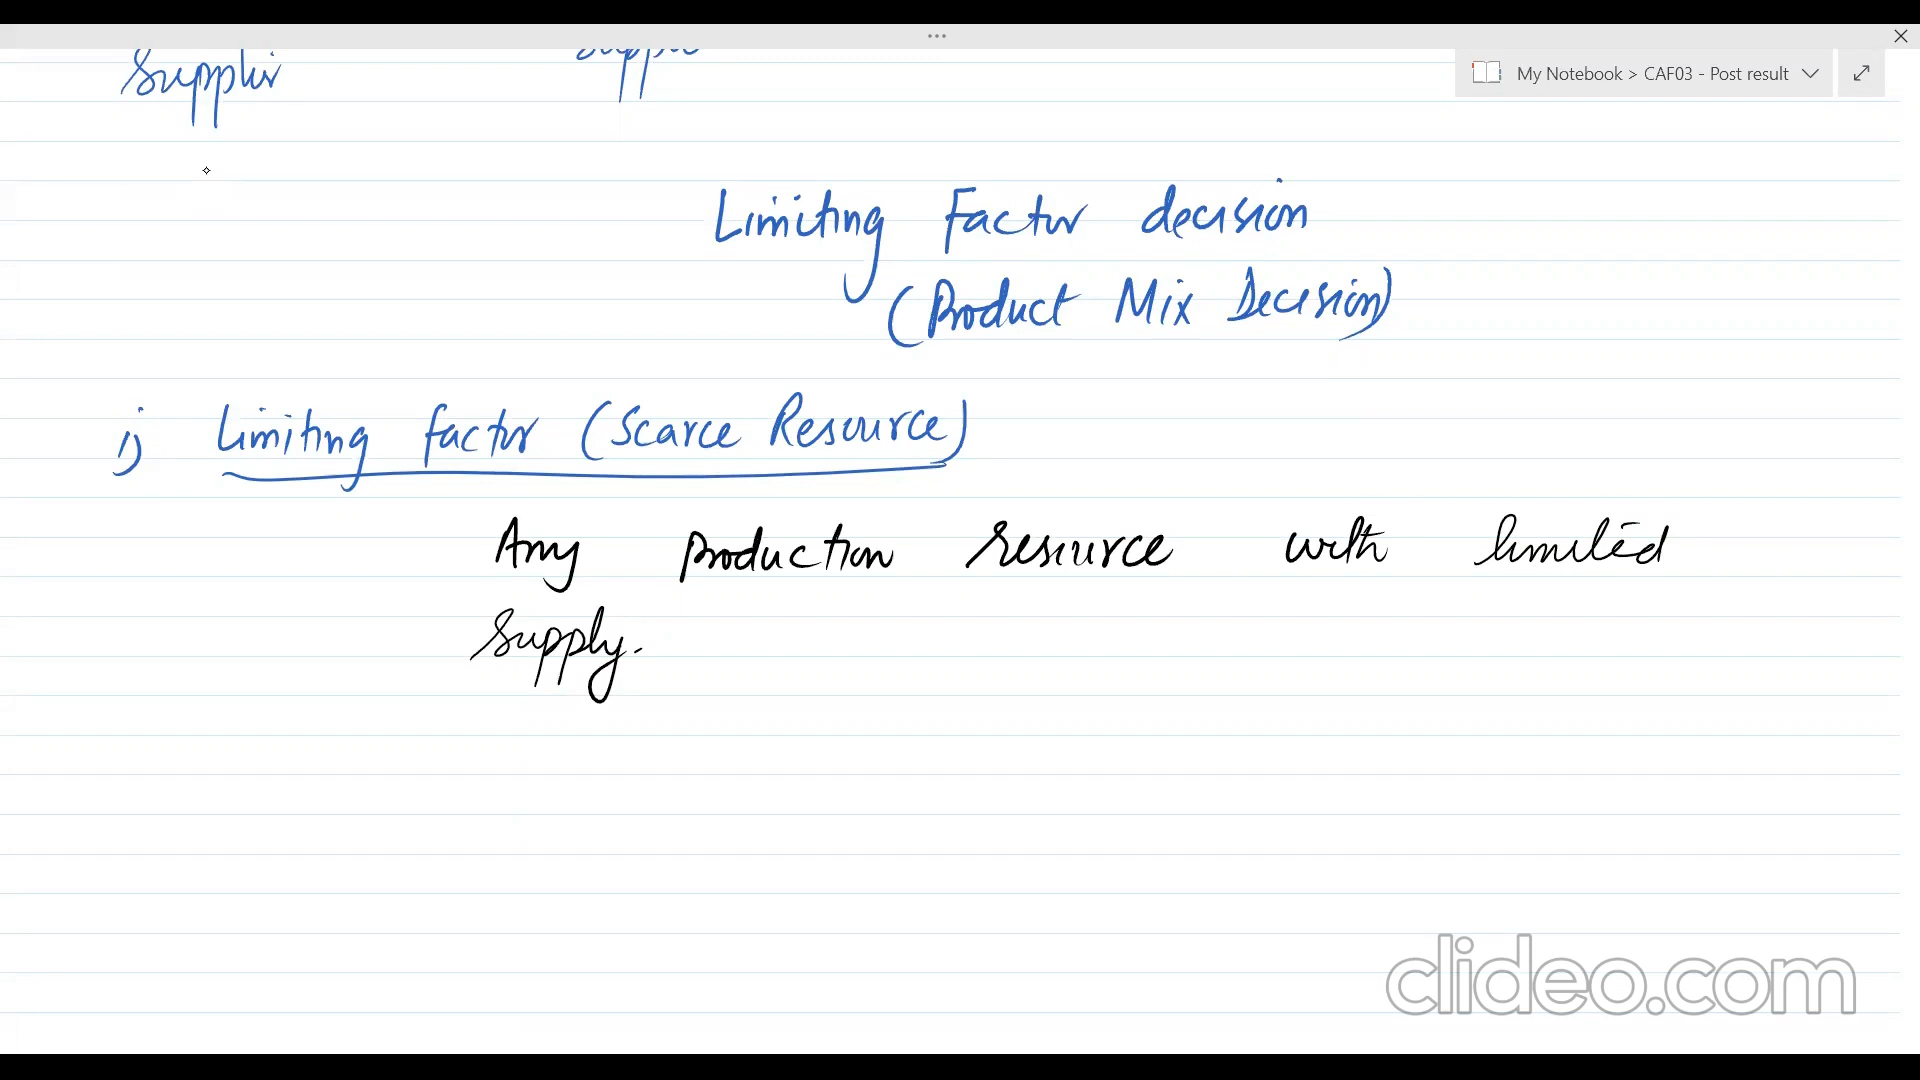 My Notebook > CAF03 - Post result
Supplier
Limiting Factor decision
(Product Mix Decision)
i) Limiting factor (Scarce Resource)
Any production resource with limited
supply.
clideo.com